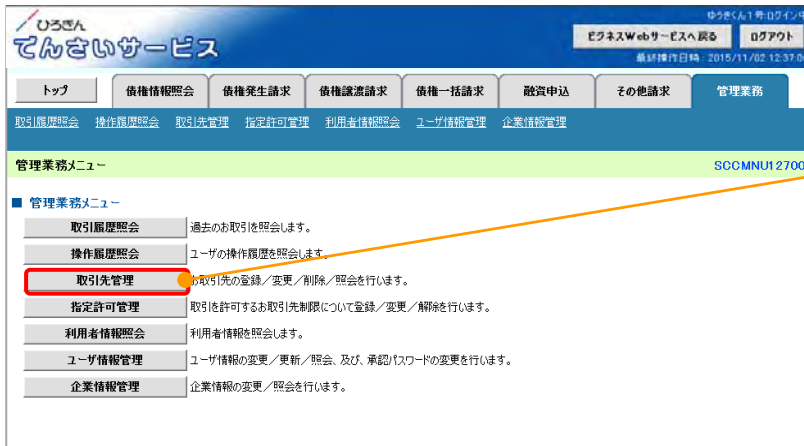 ゆうぎん1号:ログイン中
ひろぎん
でんさいサービス
ビジネスWebサービスへ戻る ログアウト
最終操作日時:2015/11/02 12:37:0
トップ 債権情報照会 債権発生請求 債権譲渡請求 債権一括請求 融資申込 その他請求 管理業務
取引履歴照会 操作履歴照会 取引先管理 指定許可管理 利用者情報照会 ユーザ情報管理 企業情報管理
管理業務メニュー SCCMNU12700
■ 管理業務メニュー
取引履歴照会 過去のお取引を照会します。
操作履歴照会 ユーザの操作履歴を照会します。
取引先管理 お取引先の登録/変更/削除/照会を行います。
指定許可管理 取引を許可するお取引先制限について登録/変更/解除を行います。
利用者情報照会 利用者情報を照会します。
ユーザ情報管理 ユーザ情報の変更/更新/照会、及び、承認パスワードの変更を行います。
企業情報管理 企業情報の変更/照会を行います。